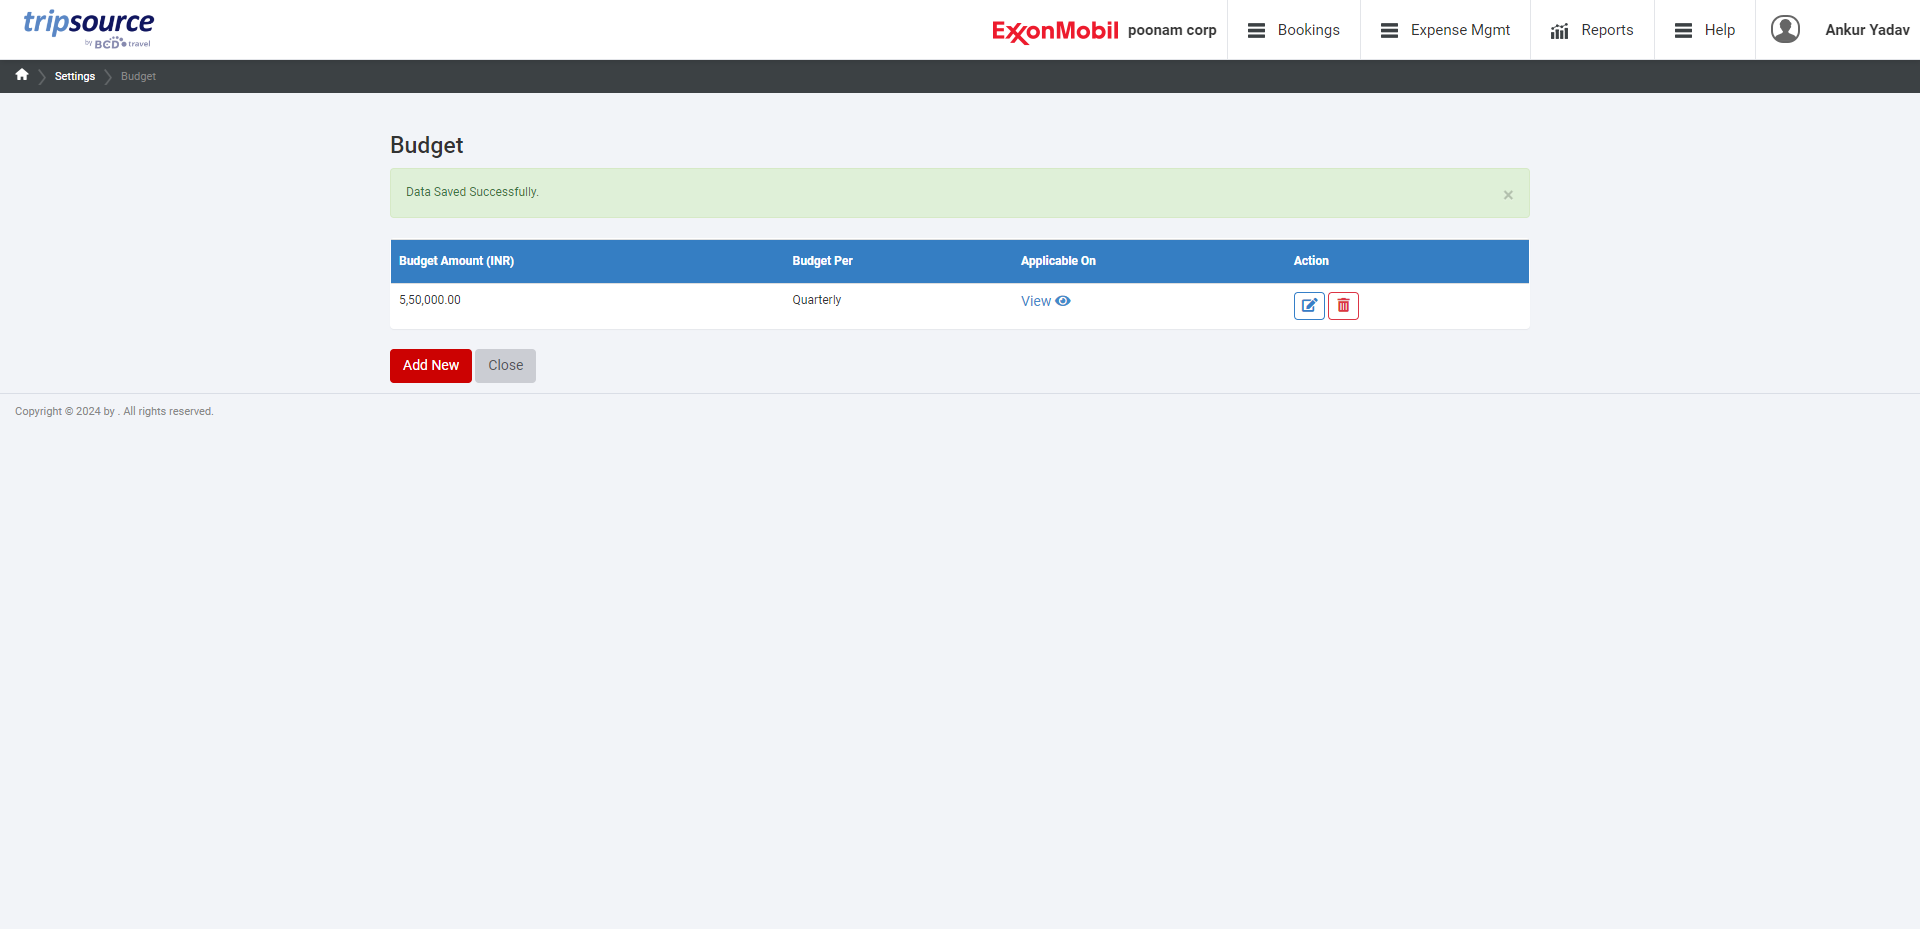 tripsource
by BCD travel
ExxonMobil poonam corp Bookings Expense Mgmt Reports Help Ankur Yadav
Settings Budget
Budget
Data Saved Successfully. ×
Budget Amount (INR) Budget Per Applicable On Action
5,50,000.00 Quarterly View
Add New Close
Copyright © 2024 by . All rights reserved.